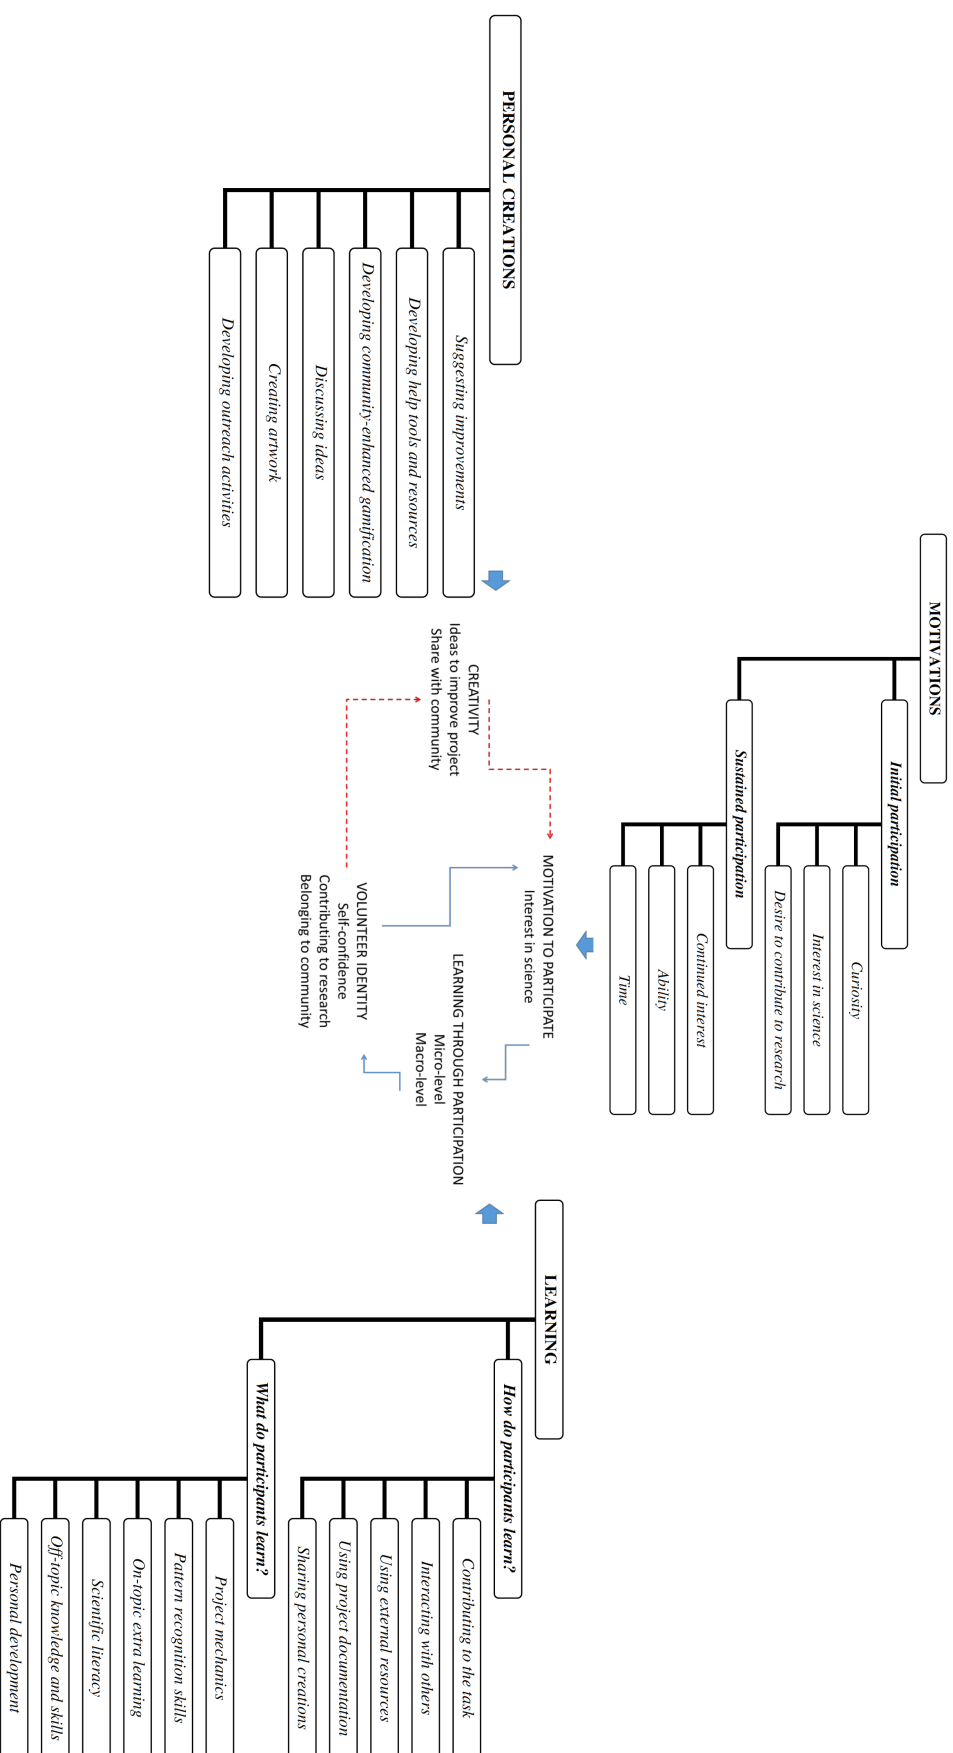 MOTIVATIONS
Initial participation
Curiosity
Interest in science
Desire to contribute to research
Sustained participation
Continued interest
Ability
Time
PERSONAL CREATIONS
Suggesting improvements
Developing help tools and resources
Developing community-enhanced gamification
Discussing ideas
Creating artwork
Developing outreach activities
MOTIVATION TO PARTICIPATE
Interest in science
CREATIVITY
Ideas to improve project
Share with community
LEARNING THROUGH PARTICIPATION
Micro-level
Macro-level
VOLUNTEER IDENTITY
Self-confidence
Contributing to research
Belonging to community
LEARNING
How do participants learn?
Contributing to the task
Interacting with others
Using external resources
Using project documentation
Sharing personal creations
What do participants learn?
Project mechanics
Pattern recognition skills
On-topic extra learning
Scientific literacy
Off-topic knowledge and skills
Personal development